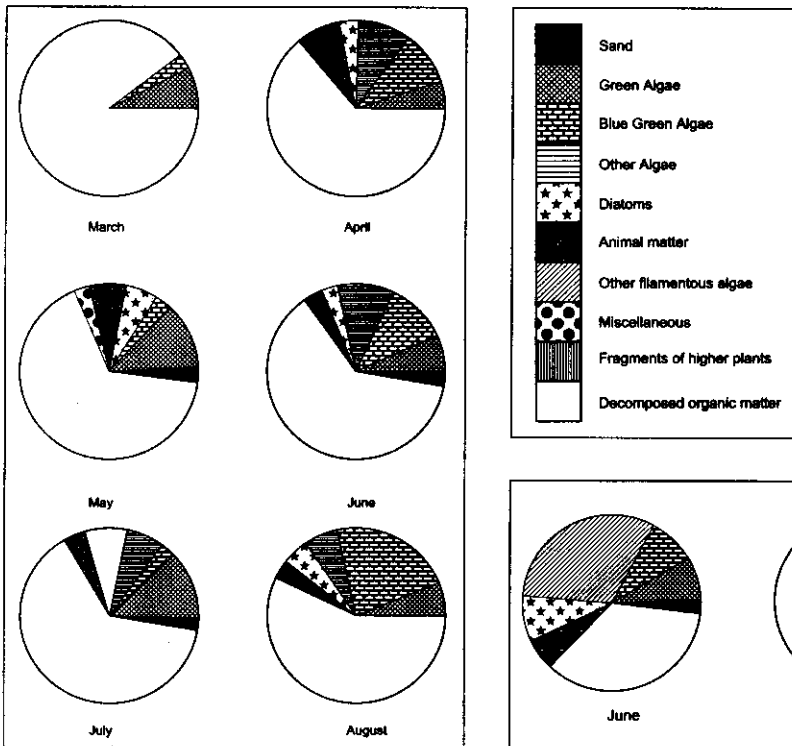 March
April
May
June
July
August
Sand
Green Algae
Blue Green Algae
Other Algae
Diatoms
Animal matter
Other filamentous algae
Miscellaneous
Fragments of higher plants
Decomposed organic matter
June